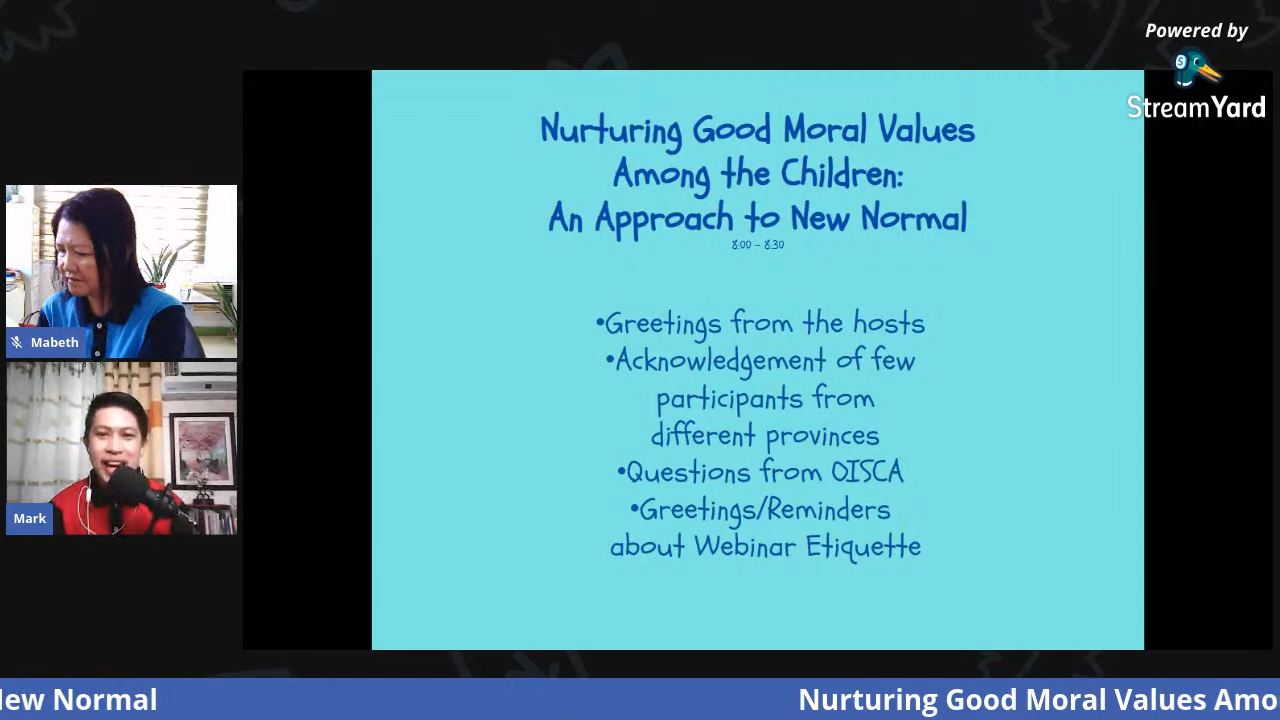 Powered by
StreamYard
Nurturing Good Moral Values
Among the Children:
An Approach to New Normal
8:00 – 8:30
•Greetings from the hosts
•Acknowledgement of few
participants from
different provinces
•Questions from OISCA
•Greetings/Reminders
about Webinar Etiquette
Mabeth
Mark
New Normal
Nurturing Good Moral Values Amo